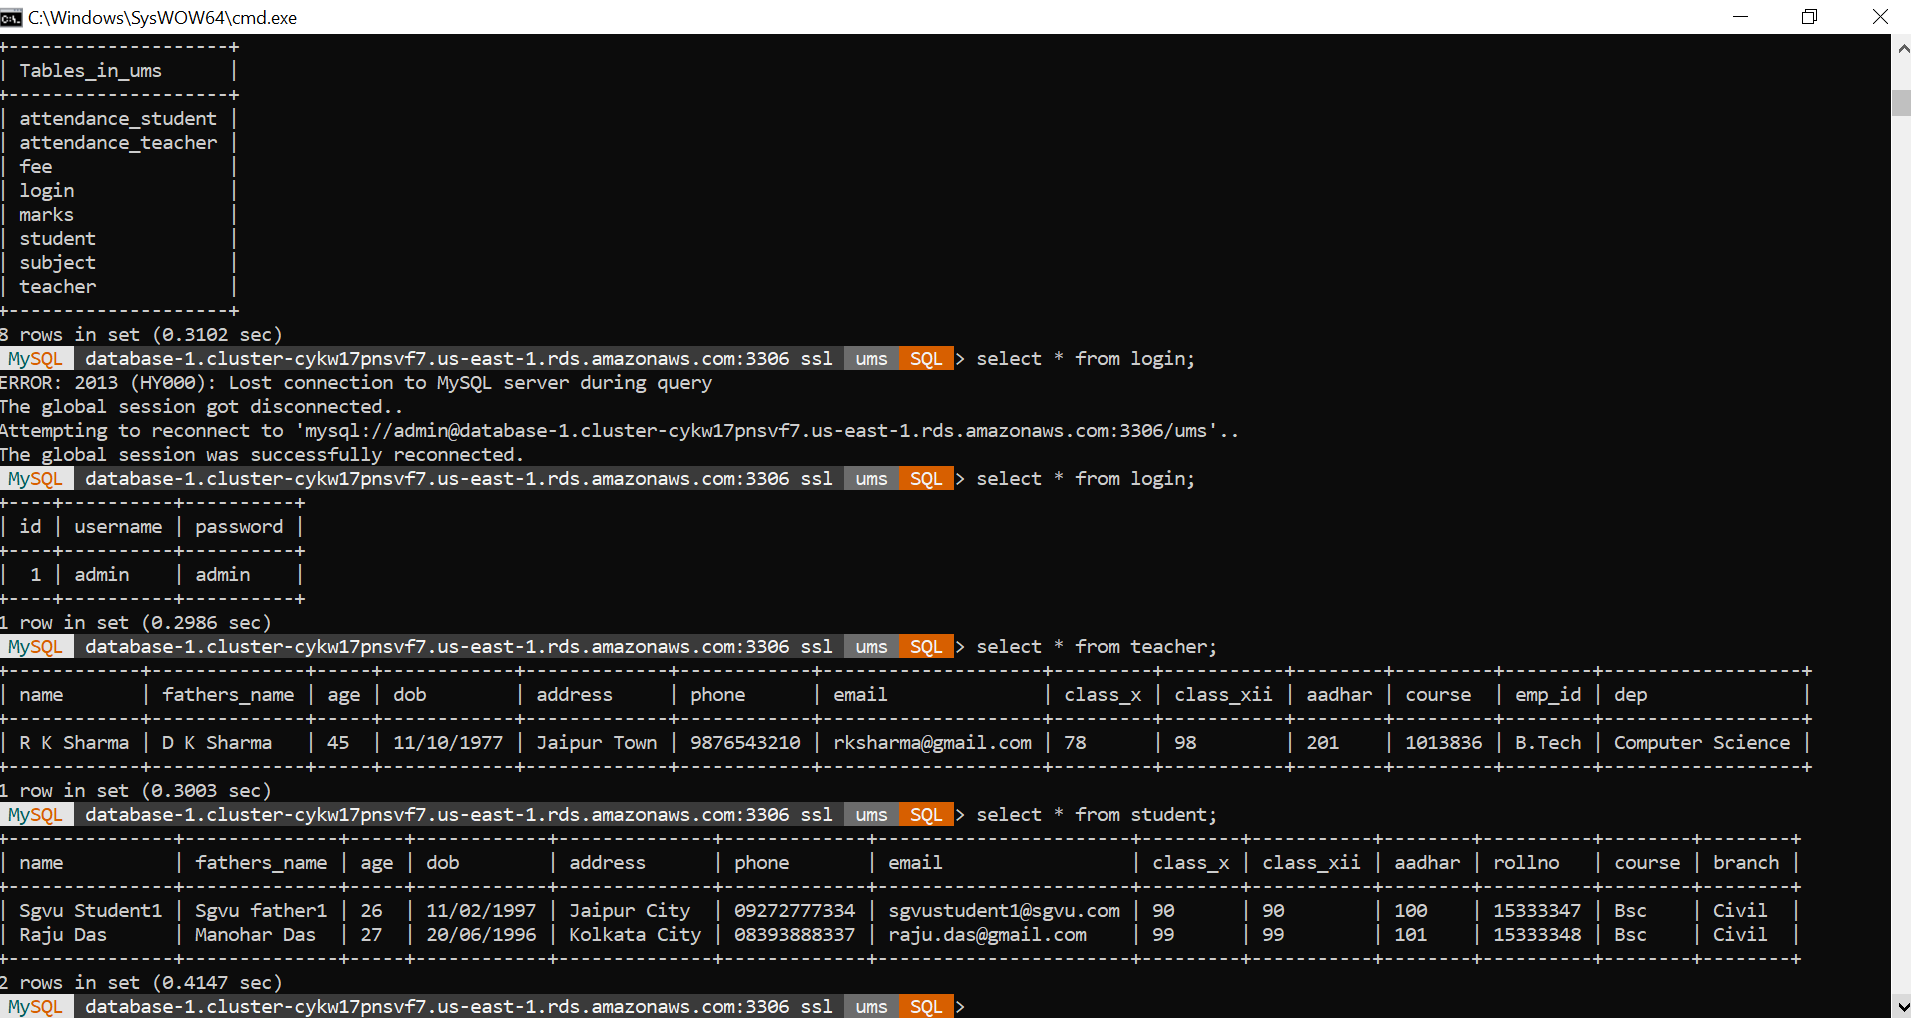 C:\Windows\SysWOW64\cmd.exe
+--------------------+
| Tables_in_ums      |
+--------------------+
| attendance_student |
| attendance_teacher |
| fee                |
| login              |
| marks              |
| student            |
| subject            |
| teacher            |
+--------------------+
8 rows in set (0.3102 sec)
MySQL database-1.cluster-cykw17pnsvf7.us-east-1.rds.amazonaws.com:3306 ssl ums SQL > select * from login;
ERROR: 2013 (HY000): Lost connection to MySQL server during query
The global session got disconnected..
Attempting to reconnect to 'mysql://admin@database-1.cluster-cykw17pnsvf7.us-east-1.rds.amazonaws.com:3306/ums'..
The global session was successfully reconnected.
MySQL database-1.cluster-cykw17pnsvf7.us-east-1.rds.amazonaws.com:3306 ssl ums SQL > select * from login;
+----+----------+----------+
| id | username | password |
+----+----------+----------+
|  1 | admin    | admin    |
+----+----------+----------+
1 row in set (0.2986 sec)
MySQL database-1.cluster-cykw17pnsvf7.us-east-1.rds.amazonaws.com:3306 ssl ums SQL > select * from teacher;
+------------+--------------+-----+------------+-------------+------------+--------------------+---------+-----------+--------+---------+--------+------------------+
| name       | fathers_name | age | dob        | address     | phone      | email              | class_x | class_xii | aadhar | course  | emp_id | dep              |
+------------+--------------+-----+------------+-------------+------------+--------------------+---------+-----------+--------+---------+--------+------------------+
| R K Sharma | D K Sharma   | 45  | 11/10/1977 | Jaipur Town | 9876543210 | rksharma@gmail.com | 78      | 98        | 201    | 1013836 | B.Tech | Computer Science |
+------------+--------------+-----+------------+-------------+------------+--------------------+---------+-----------+--------+---------+--------+------------------+
1 row in set (0.3003 sec)
MySQL database-1.cluster-cykw17pnsvf7.us-east-1.rds.amazonaws.com:3306 ssl ums SQL > select * from student;
+---------------+--------------+-----+------------+--------------+-------------+-----------------------+---------+-----------+--------+----------+--------+--------+
| name          | fathers_name | age | dob        | address      | phone       | email                 | class_x | class_xii | aadhar | rollno   | course | branch |
+---------------+--------------+-----+------------+--------------+-------------+-----------------------+---------+-----------+--------+----------+--------+--------+
| Sgvu Student1 | Sgvu father1 | 26  | 11/02/1997 | Jaipur City  | 09272777334 | sgvustudent1@sgvu.com | 90      | 90        | 100    | 15333347 | Bsc    | Civil  |
| Raju Das      | Manohar Das  | 27  | 20/06/1996 | Kolkata City | 08393888337 | raju.das@gmail.com    | 99      | 99        | 101    | 15333348 | Bsc    | Civil  |
+---------------+--------------+-----+------------+--------------+-------------+-----------------------+---------+-----------+--------+----------+--------+--------+
2 rows in set (0.4147 sec)
MySQL database-1.cluster-cykw17pnsvf7.us-east-1.rds.amazonaws.com:3306 ssl ums SQL >